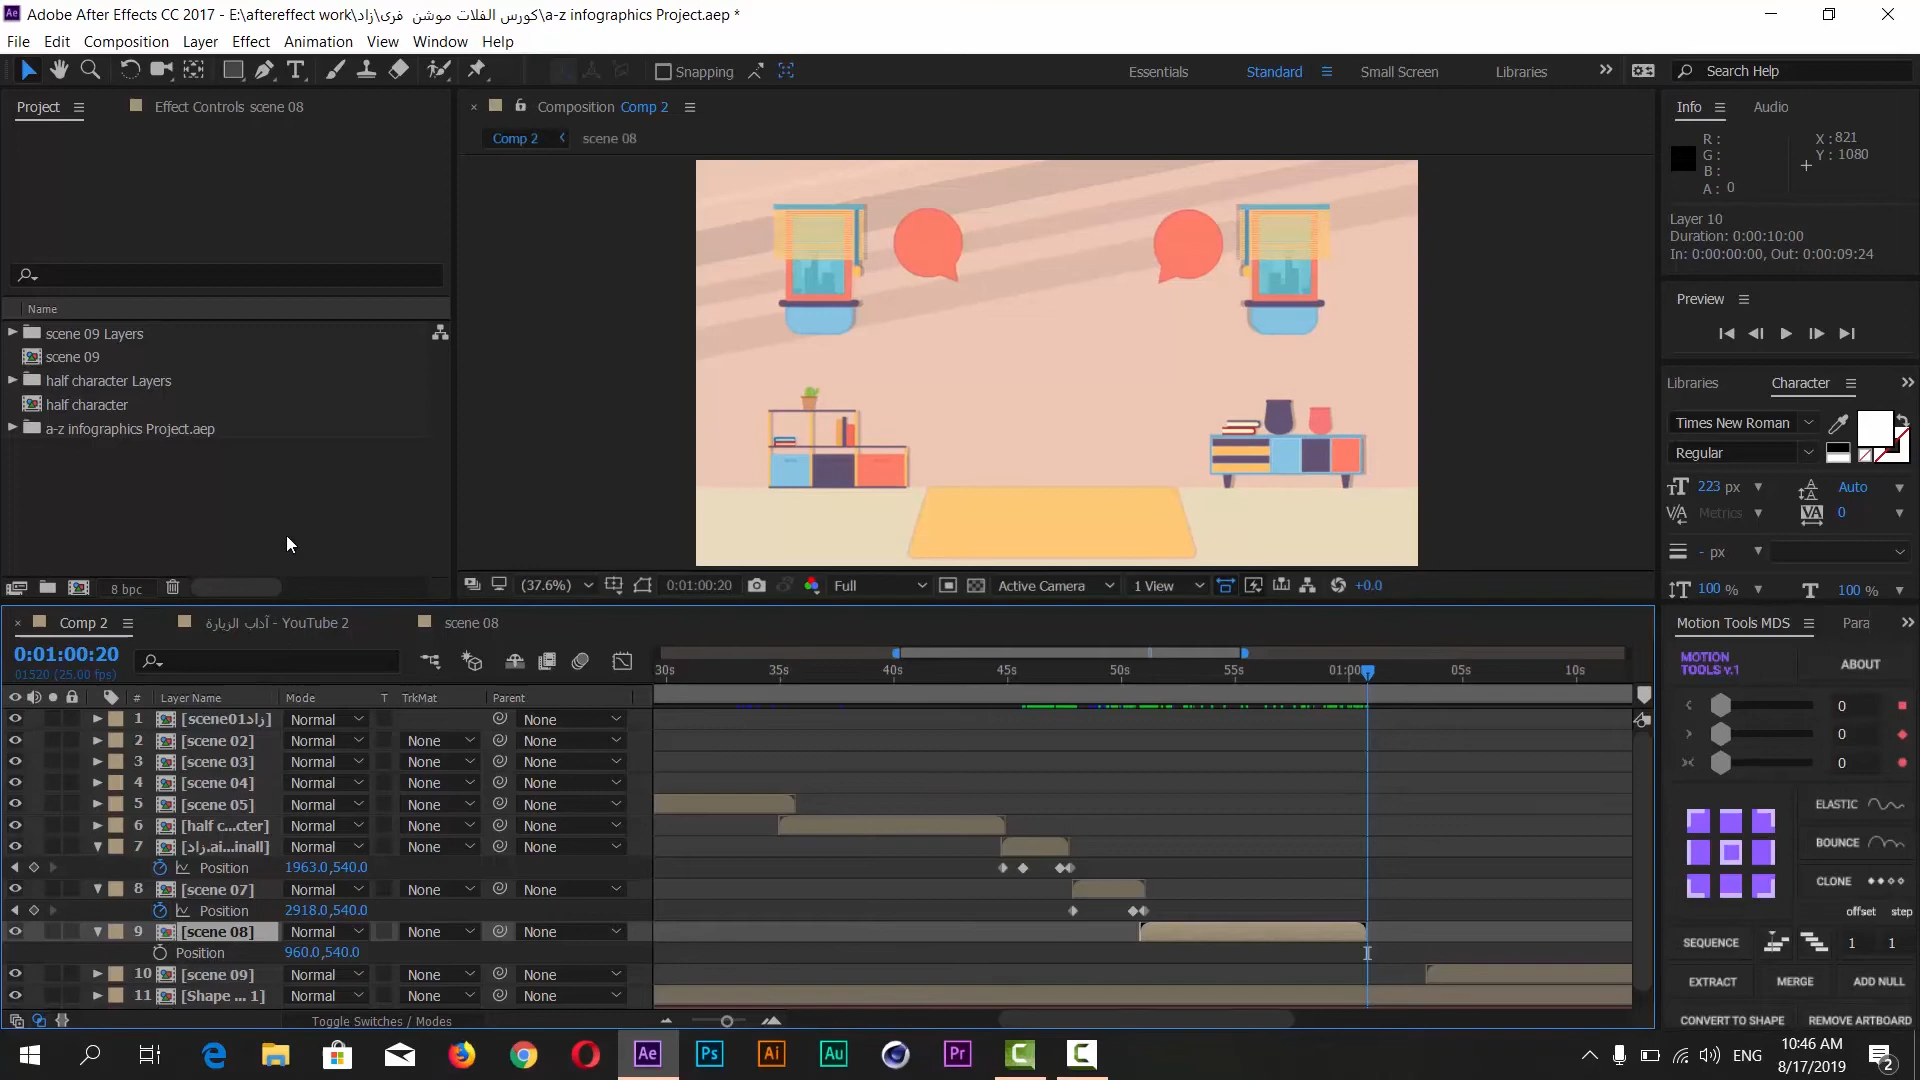 Adobe After Effects CC 2017 - E:\aftereffect work\زاد\كورس الفلات موشن فرى\a-z infographics Project.aep *
File Edit Composition Layer Effect Animation View Window Help
Snapping Essentials Standard Small Screen Libraries Search Help
Project Effect Controls scene 08
Composition Comp 2
Info Audio
Comp 2 scene 08
R :
G :
B :
A : 0
X : 821
Y : 1080
Layer 10
Duration: 0:00:10:00
In: 0:00:00:00, Out: 0:00:09:24
Preview
Name
scene 09 Layers
scene 09
half character Layers
half character
a-z infographics Project.aep
Libraries Character
Times New Roman
Regular
223 px Auto
Metrics 0
- px
100 % 100 %
8 bpc
(37.6%) 0:01:00:20 Full Active Camera 1 View +0.0
Comp 2 آداب الزيارة - YouTube 2 scene 08
0:01:00:20
01520 (25.00 fps)
30s 35s 40s 45s 50s 55s 01:00 05s 10s
# Layer Name Mode T TrkMat Parent
1 [scene01زاد] Normal None
2 [scene 02] Normal None None
3 [scene 03] Normal None None
4 [scene 04] Normal None None
5 [scene 05] Normal None None
6 [half c...cter] Normal None None
7 [زاد.ai...inall] Normal None None
Position 1963.0,540.0
8 [scene 07] Normal None None
Position 2918.0,540.0
9 [scene 08] Normal None None
Position 960.0,540.0
10 [scene 09] Normal None None
11 [Shape ... 1] Normal None None
Toggle Switches / Modes
Motion Tools MDS Para
MOTION TOOLS v.1 ABOUT
0
0
0
ELASTIC
BOUNCE
CLONE
offset step
SEQUENCE 1 1
EXTRACT MERGE ADD NULL
CONVERT TO SHAPE REMOVE ARTBOARD
Ae Ps Ai Au Pr
ENG
10:46 AM
8/17/2019
2